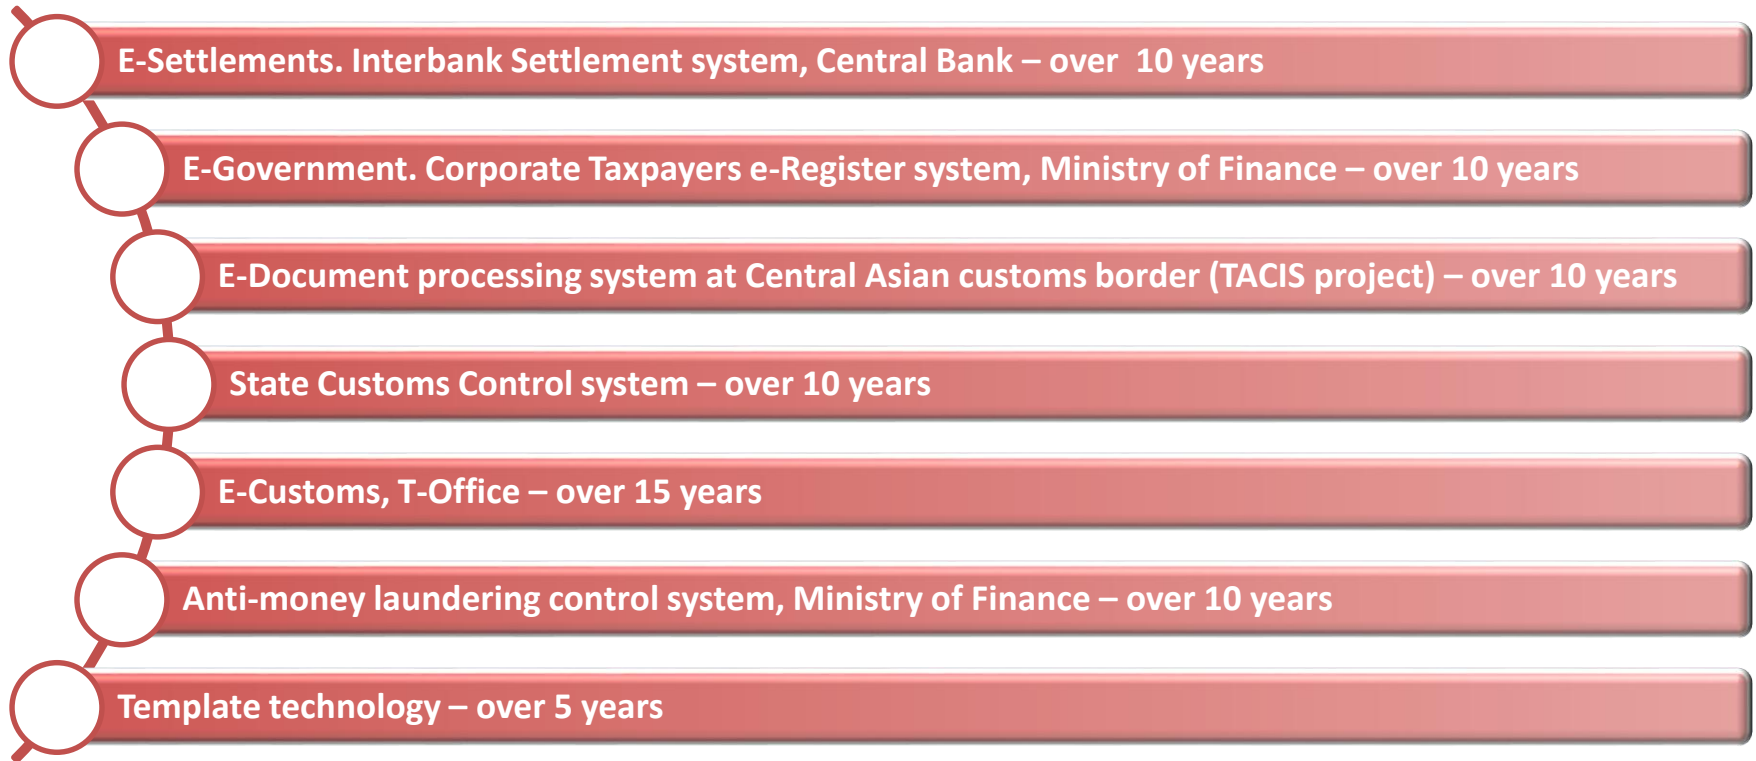 E-Settlements. Interbank Settlement system, Central Bank – over 10 years
E-Government. Corporate Taxpayers e-Register system, Ministry of Finance – over 10 years
E-Document processing system at Central Asian customs border (TACIS project) – over 10 years
State Customs Control system – over 10 years
E-Customs, T-Office – over 15 years
Anti-money laundering control system, Ministry of Finance – over 10 years
Template technology – over 5 years